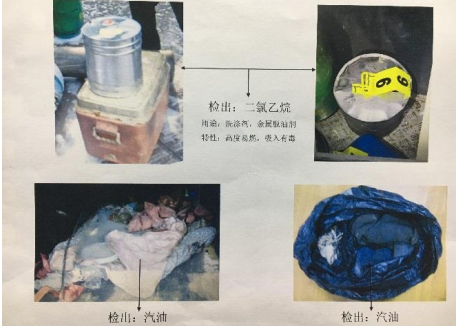 检出：二氯乙烷
用途：洗涤剂，金属脱油剂
特性：高度易燃，吸入有毒
检出：汽油
检出：汽油